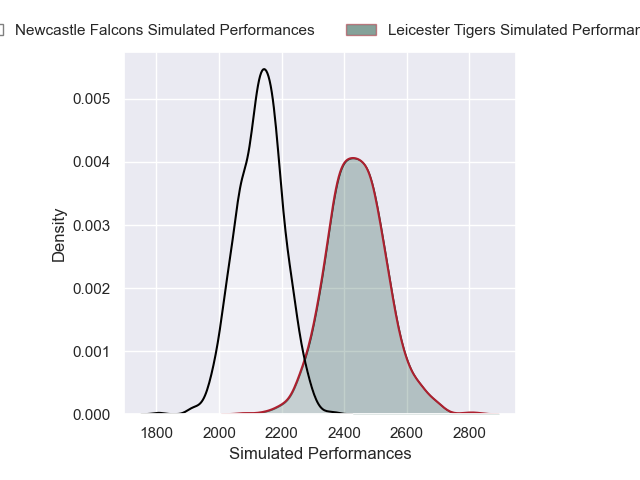 Newcastle Falcons Simulated Performances Leicester Tigers Simulated
0.005
0.004
0.003
0.002
0.001
0.000
Density
1800 2000 2200 2400 2600 2800
Simulated Performances